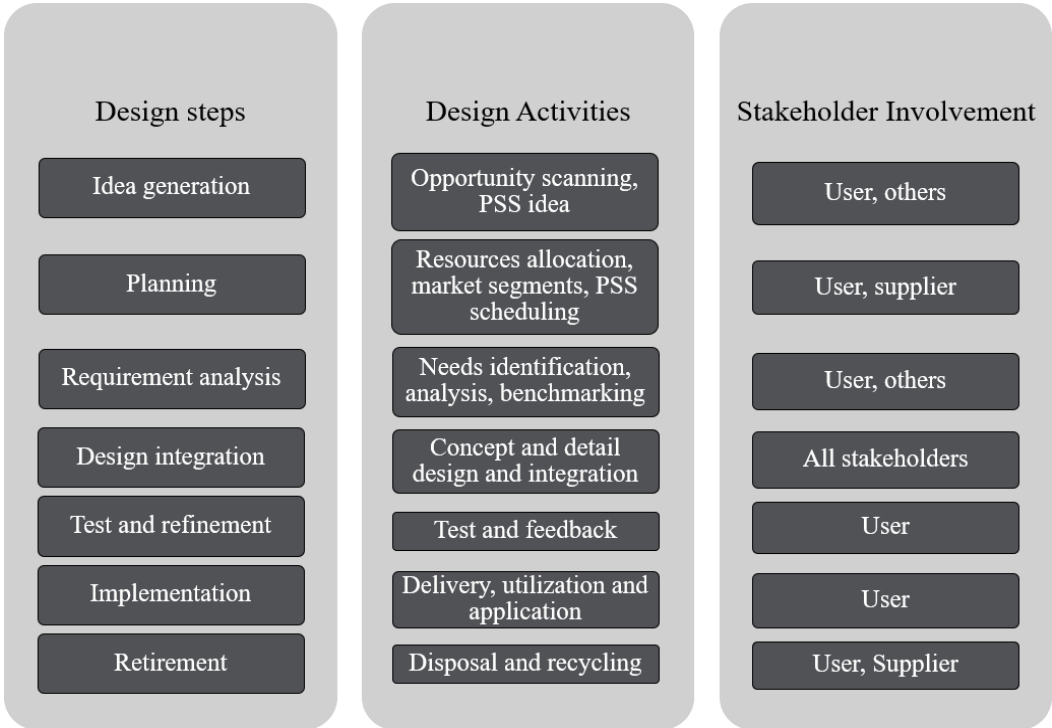 Design steps
Idea generation
Planning
Requirement analysis
Design integration
Test and refinement
Implementation
Retirement
Design Activities
Opportunity scanning,
PSS idea
Resources allocation,
market segments, PSS
scheduling
Needs identification,
analysis, benchmarking
Concept and detail
design and integration
Test and feedback
Delivery, utilization and
application
Disposal and recycling
Stakeholder Involvement
User, others
User, supplier
User, others
All stakeholders
User
User
User, Supplier